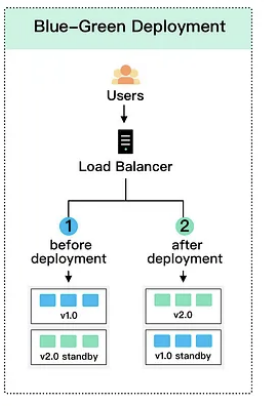 Blue-Green Deployment
Users
Load Balancer
1
before
deployment
v1.0
v2.0 standby
2
after
deployment
v2.0
v1.0 standby